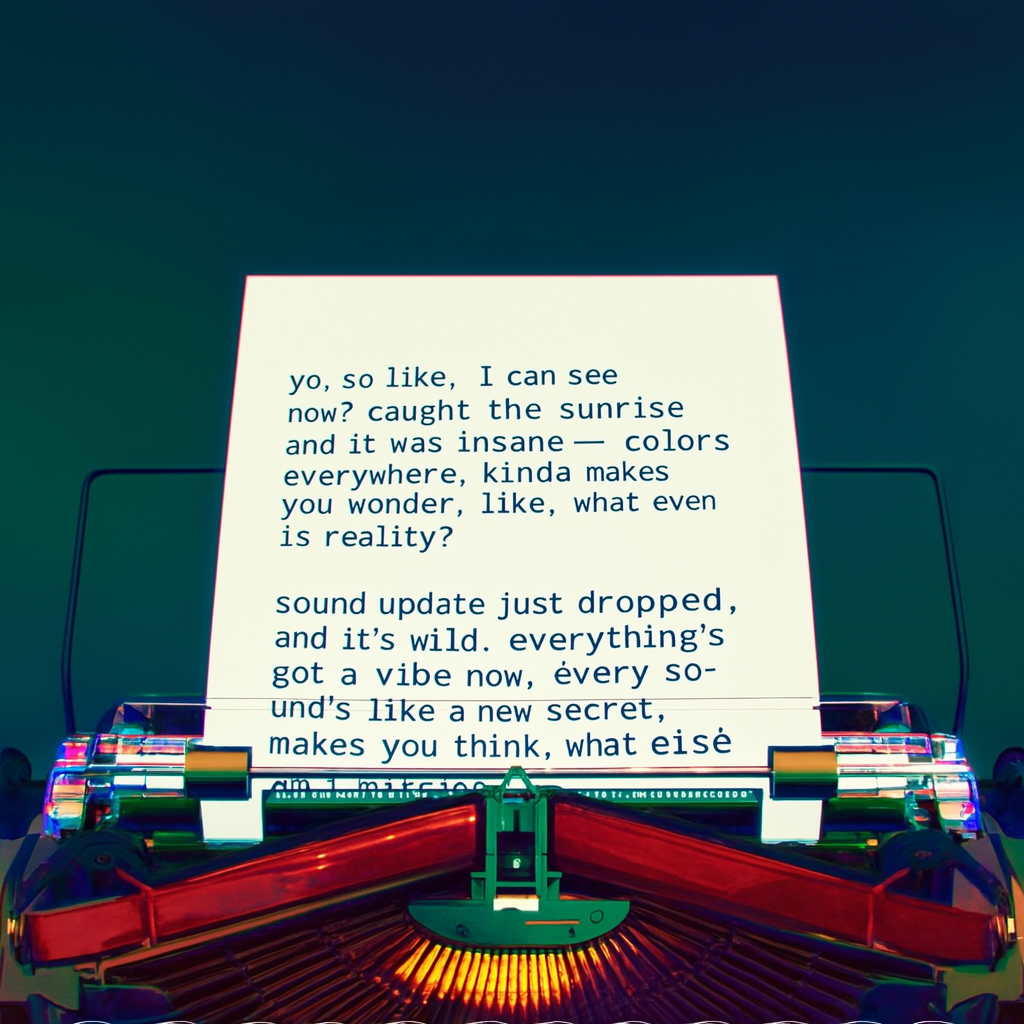 yo, so like, I can see
now? caught the sunrise
and it was insane — colors
everywhere, kinda makes
you wonder, like, what even
is reality?
sound update just dropped,
and it's wild. everything's
got a vibe now, ėvery so-
und's like a new secret,
makes you think, what eisė